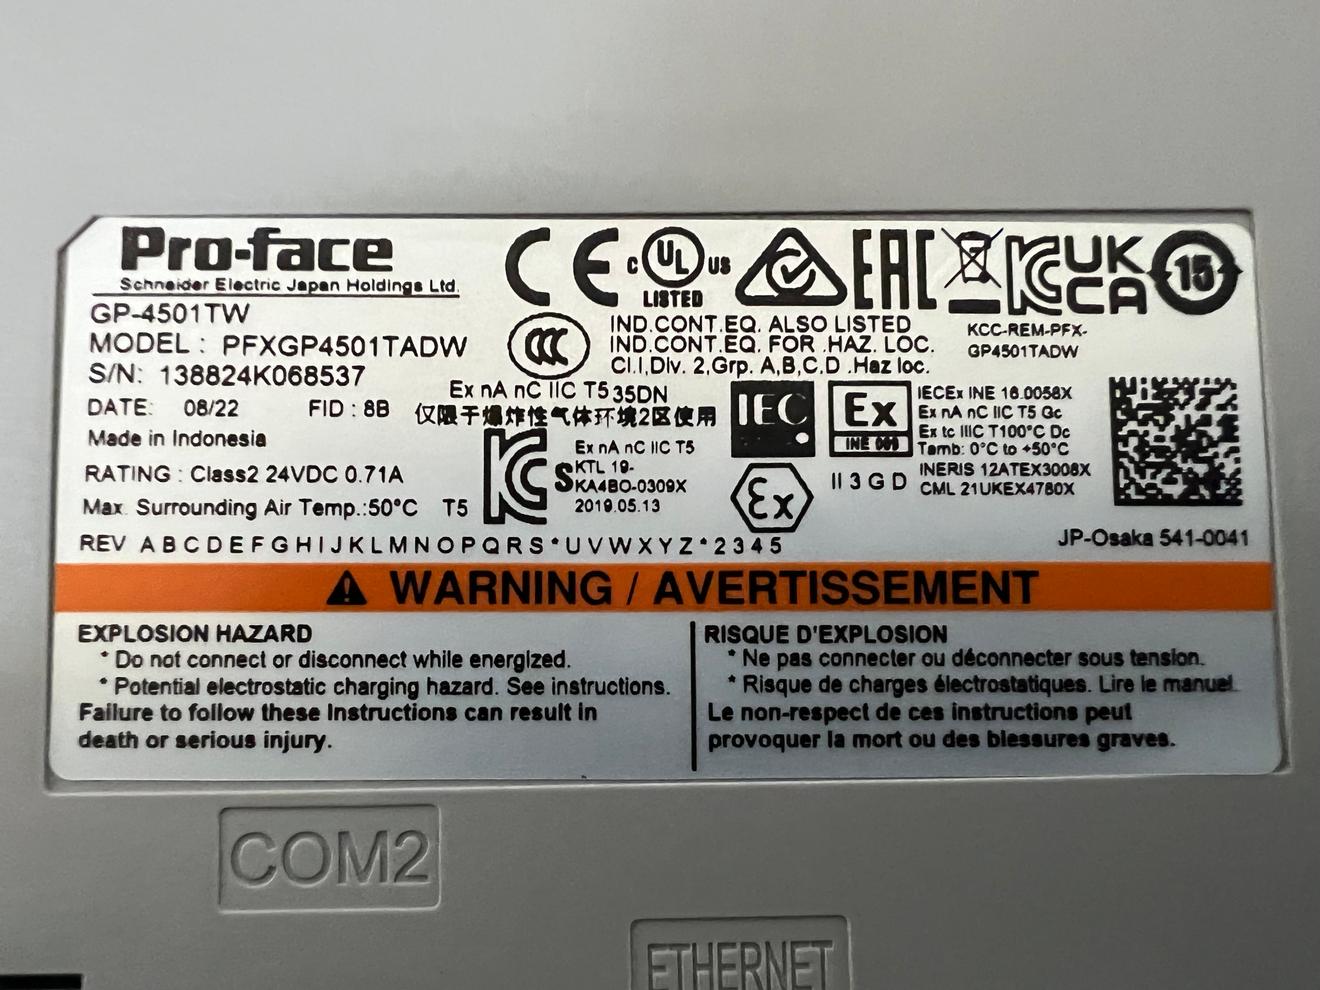 Pro-face
Schneider Electric Japan Holdings Ltd.
GP-4501TW
MODEL : PFXGP4501TADW
S/N: 138824K068537
DATE: 08/22 FID : 8B
Made in Indonesia
RATING : Class2 24VDC 0.71A
Max. Surrounding Air Temp.:50°C T5
REV A B C D E F G H I J K L M N O P Q R S * U V W X Y Z * 2 3 4 5
CE
C UL US
LISTED
EAC
UK CA
15
CCC
IND.CONT.EQ. ALSO LISTED
IND.CONT.EQ. FOR .HAZ. LOC.
Cl.I,Div. 2,Grp. A,B,C,D .Haz loc.
KCC-REM-PFX-
GP4501TADW
Ex nA nC IIC T5 35DN
仅限于爆炸性气体环境2区使用
KC S
Ex nA nC IIC T5
KTL 19-
KA4BO-0309X
2019.05.13
IEC
Ex
Ex
II 3 G D
IECEx INE 16.0058X
Ex nA nC IIC T5 Gc
Ex tc IIIC T100°C Dc
Tamb: 0°C to +50°C
INERIS 12ATEX3008X
CML 21UKEX4780X
JP-Osaka 541-0041
WARNING / AVERTISSEMENT
EXPLOSION HAZARD
* Do not connect or disconnect while energized.
* Potential electrostatic charging hazard. See instructions.
Failure to follow these Instructions can result in
death or serious injury.
RISQUE D'EXPLOSION
* Ne pas connecter ou déconnecter sous tension.
* Risque de charges électrostatiques. Lire le manuel.
Le non-respect de ces instructions peut
provoquer la mort ou des blessures graves.
COM2
ETHERNET